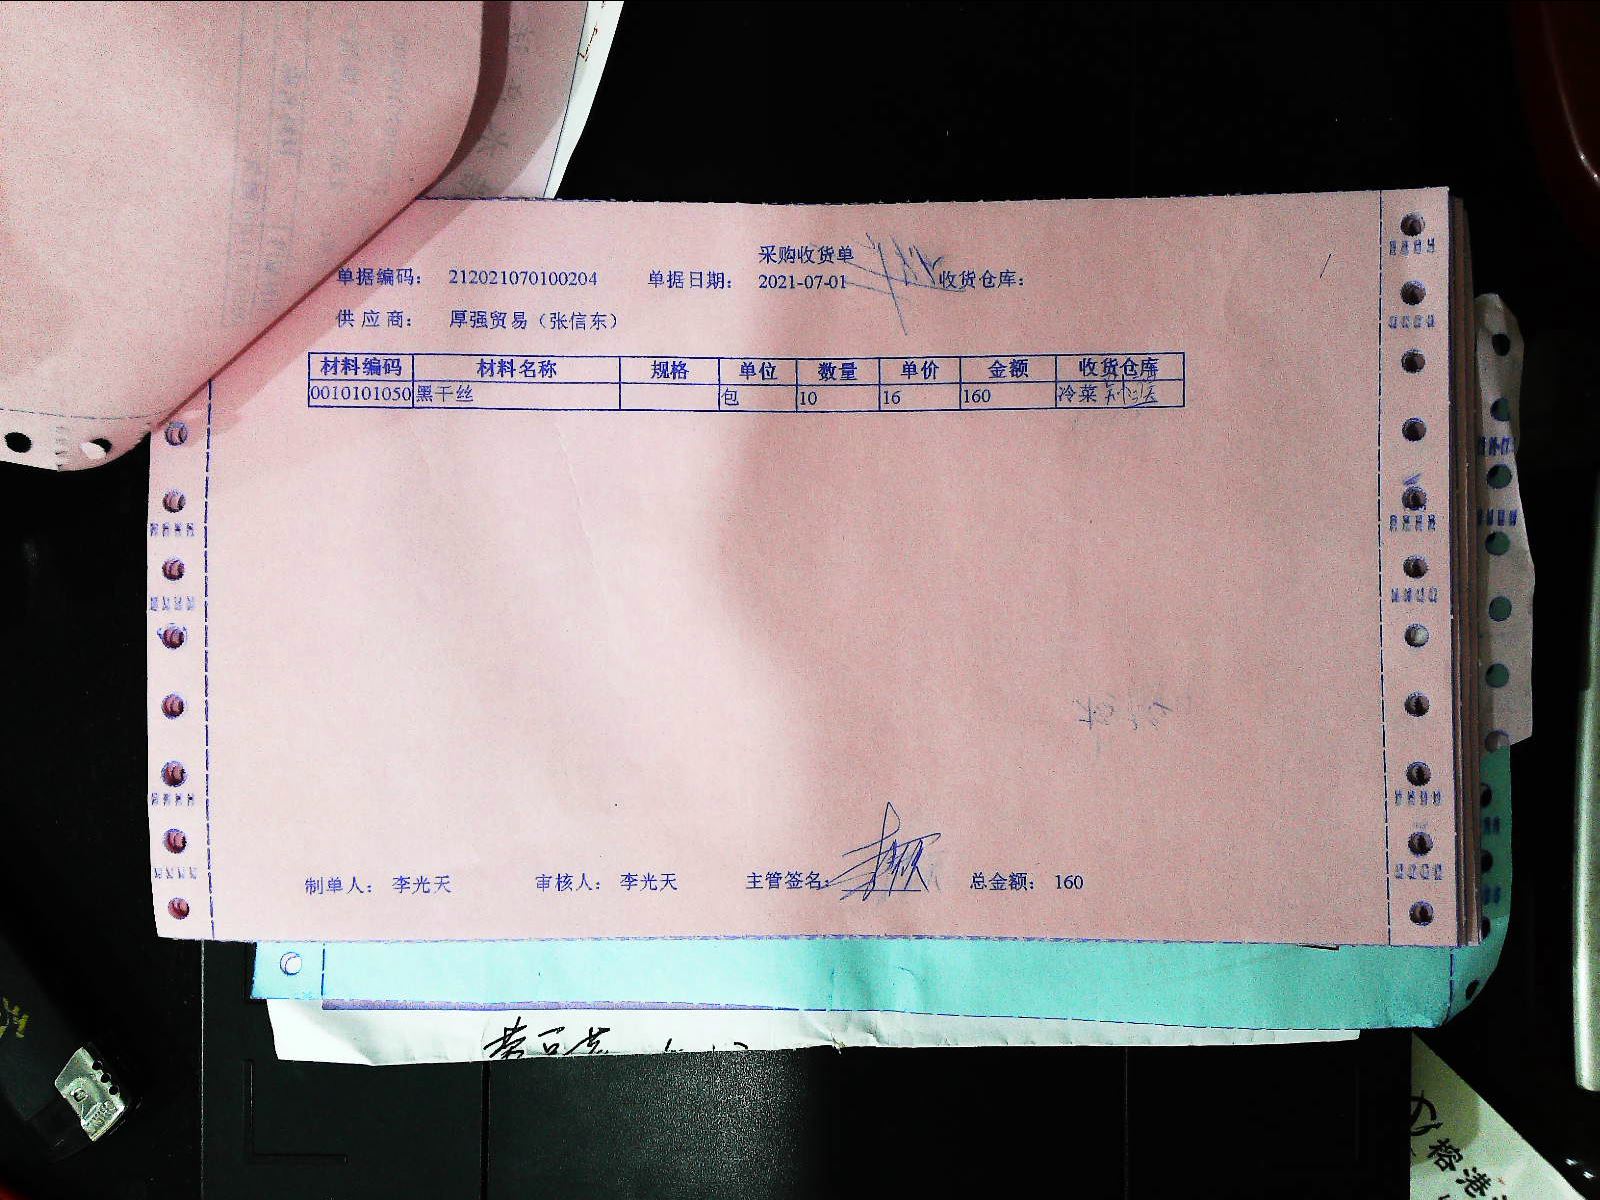 采购收货单
单据编码: 212021070100204 单据日期: 2021-07-01 收货仓库:
供应商: 厚强贸易（张信东）
材料编码 材料名称 规格 单位 数量 单价 金额 收货仓库
0010101050 黑干丝 包 10 16 160 冷菜
制单人: 李光天 审核人: 李光天 主管签名: 总金额: 160
榕港